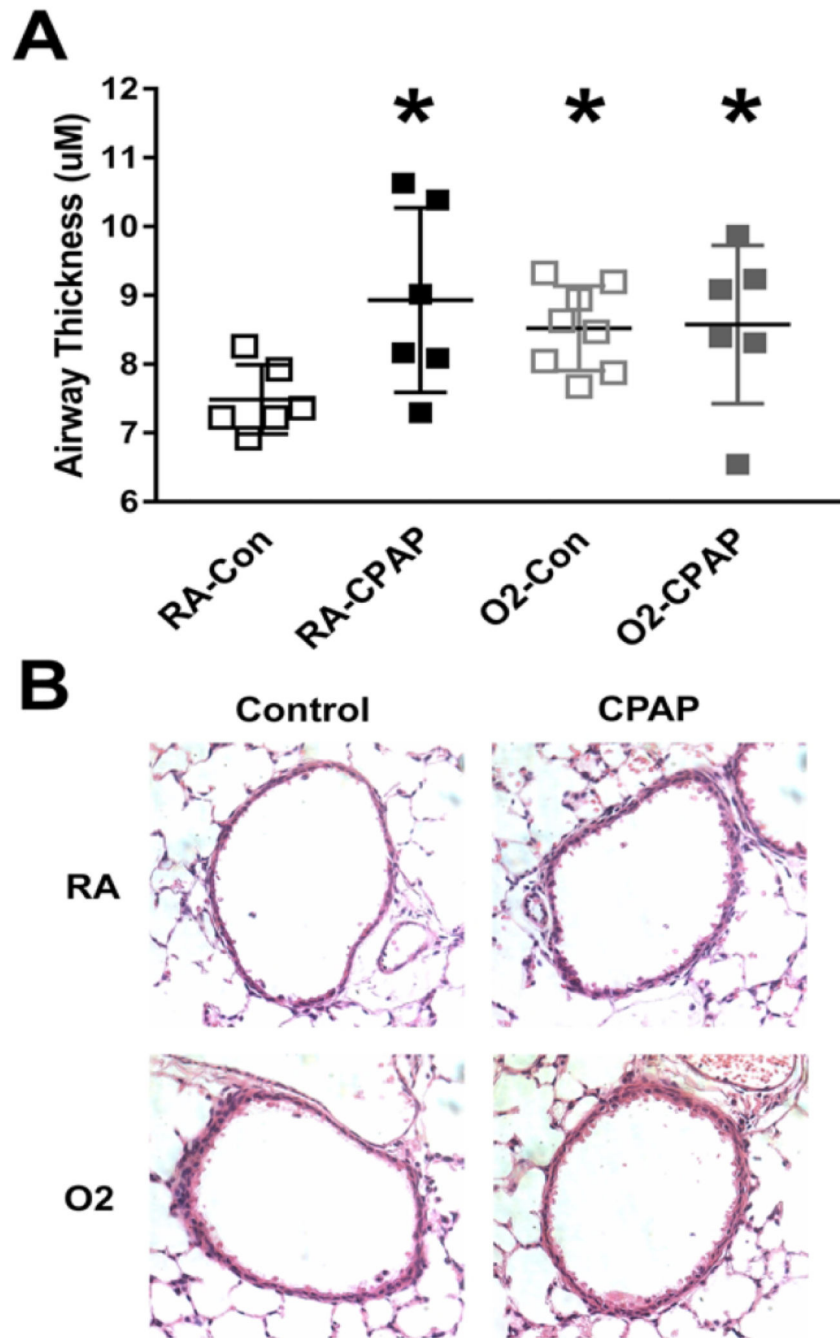 A
Airway Thickness (uM)
12
11
10
9
8
7
6
* * *
RA-Con RA-CPAP O2-Con O2-CPAP
B
Control CPAP
RA
O2